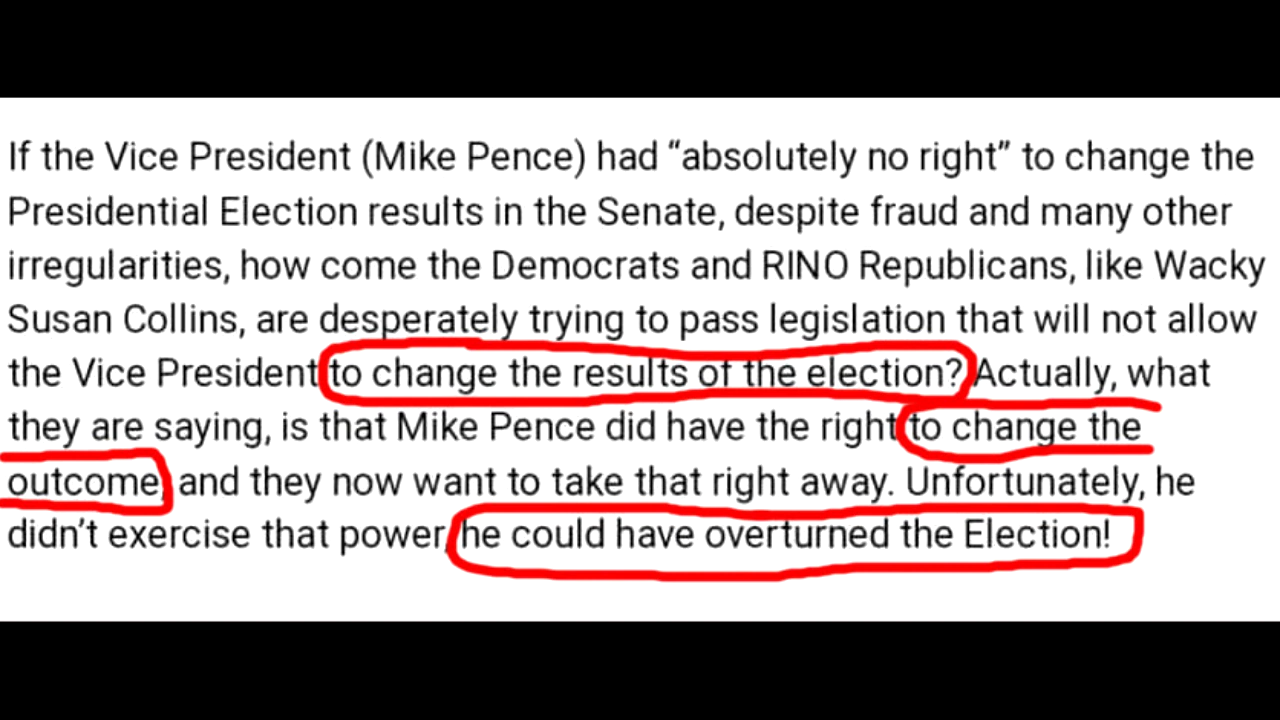 If the Vice President (Mike Pence) had “absolutely no right” to change the
Presidential Election results in the Senate, despite fraud and many other
irregularities, how come the Democrats and RINO Republicans, like Wacky
Susan Collins, are desperately trying to pass legislation that will not allow
the Vice President to change the results of the election? Actually, what
they are saying, is that Mike Pence did have the right to change the
outcome, and they now want to take that right away. Unfortunately, he
didn’t exercise that power, he could have overturned the Election!